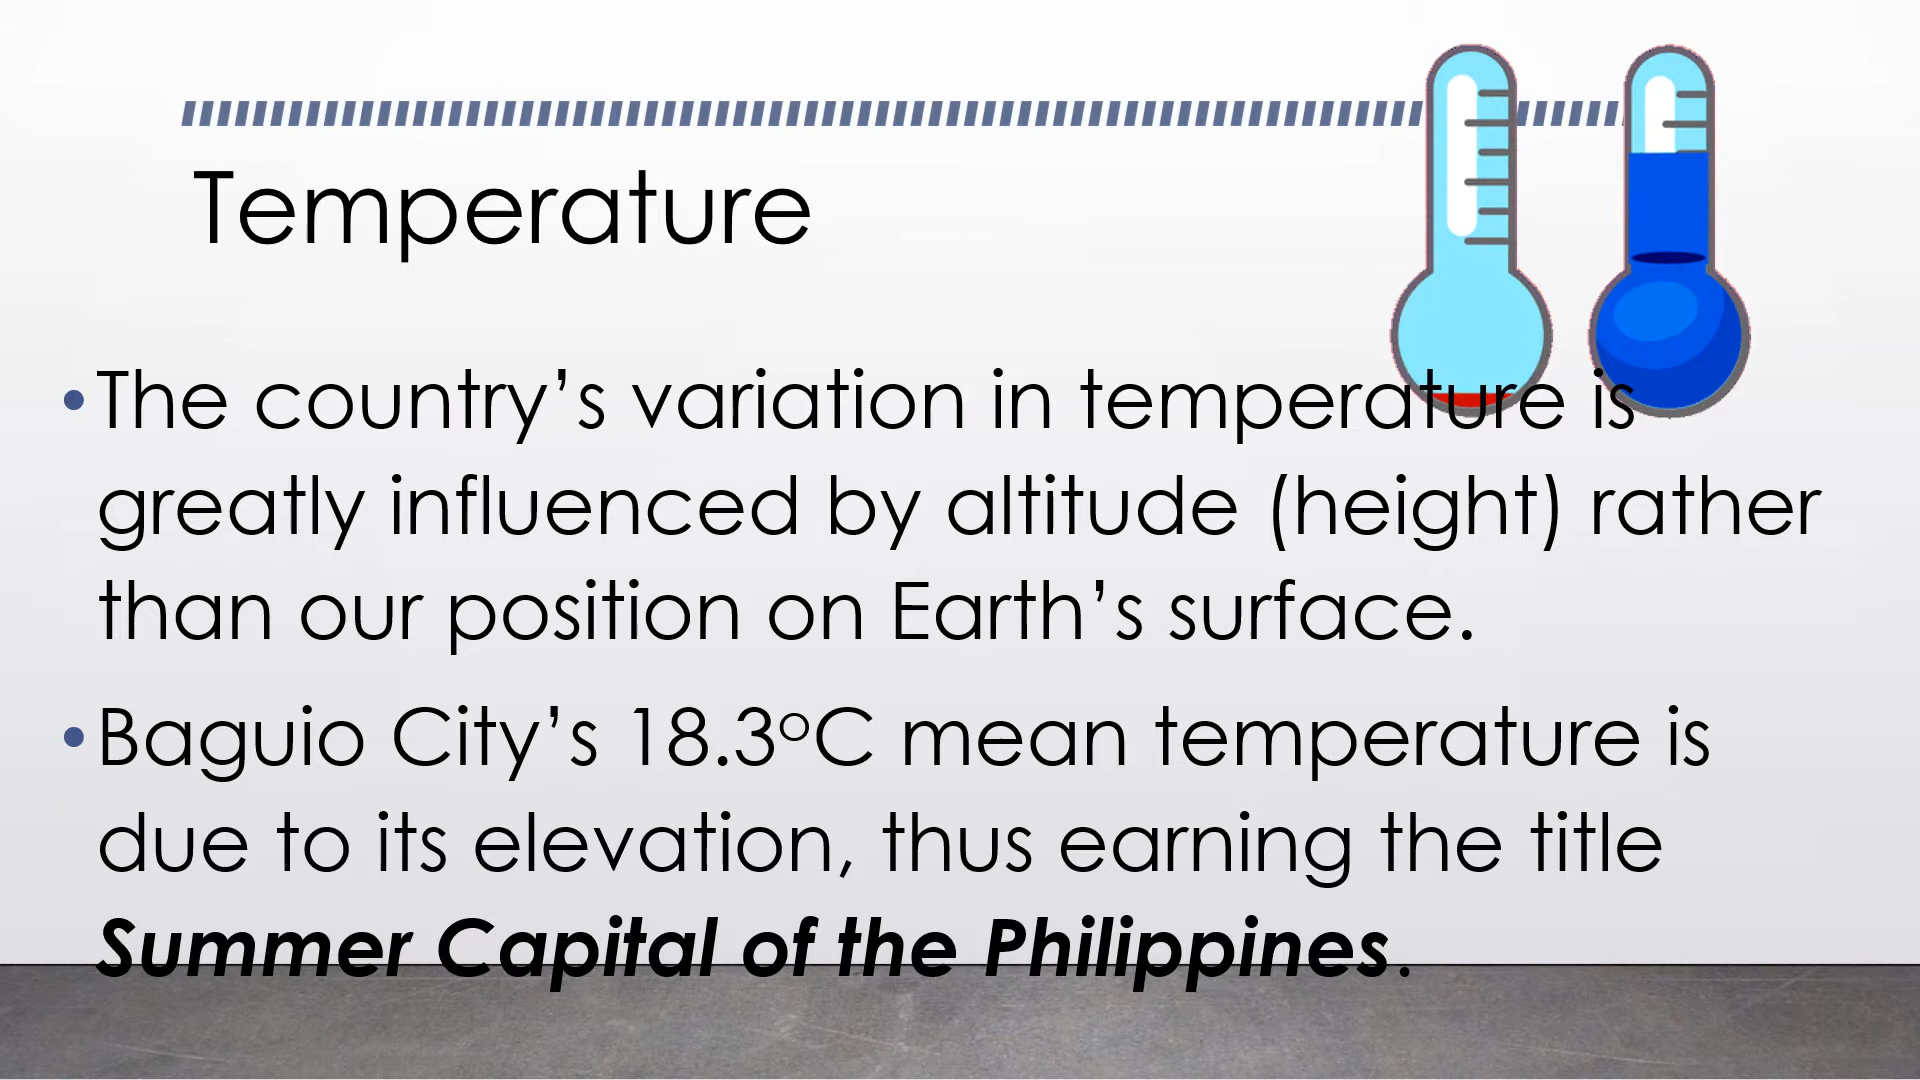 Temperature
•The country’s variation in temperature is
greatly influenced by altitude (height) rather
than our position on Earth’s surface.
•Baguio City’s 18.3ºC mean temperature is
due to its elevation, thus earning the title
Summer Capital of the Philippines.